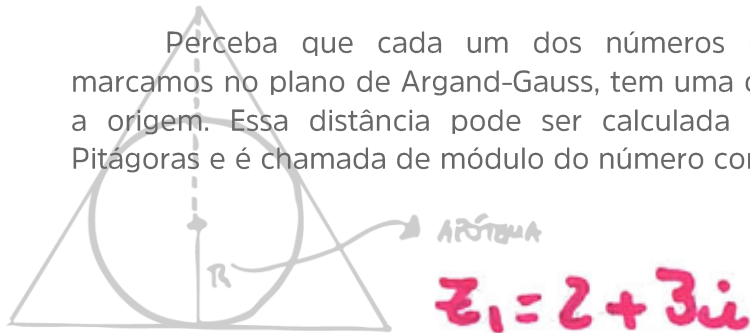 Perceba que cada um dos números
marcamos no plano de Argand-Gauss, tem uma
a origem. Essa distância pode ser calculada
Pitágoras e é chamada de módulo do número
R
APÓTEMA
z₁ = 2 + 3i